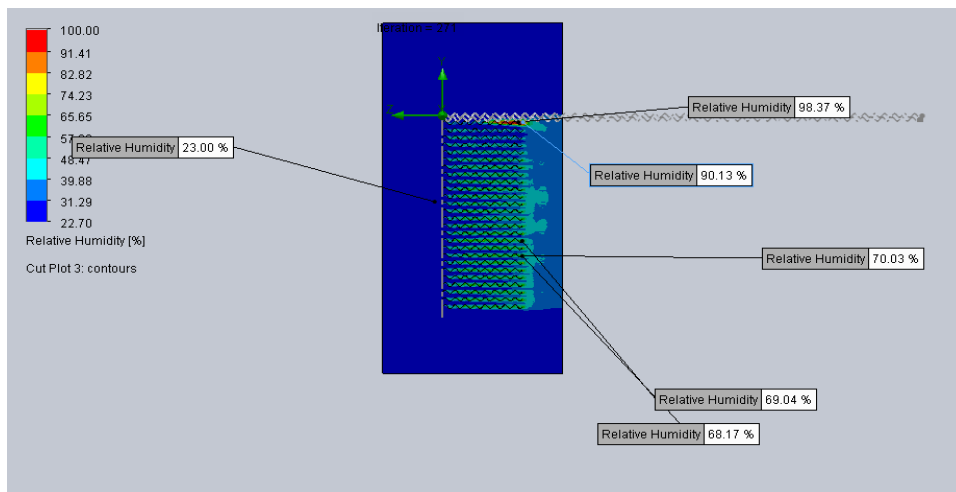 100.00
Iteration = 271
91.41
82.82
74.23
Relative Humidity 98.37 %
65.65
Relative Humidity 23.00 %
48.47
Relative Humidity 90.13 %
39.88
31.29
22.70
Relative Humidity [%]
Relative Humidity 70.03 %
Cut Plot 3: contours
Relative Humidity 69.04 %
Relative Humidity 68.17 %
Y
Z